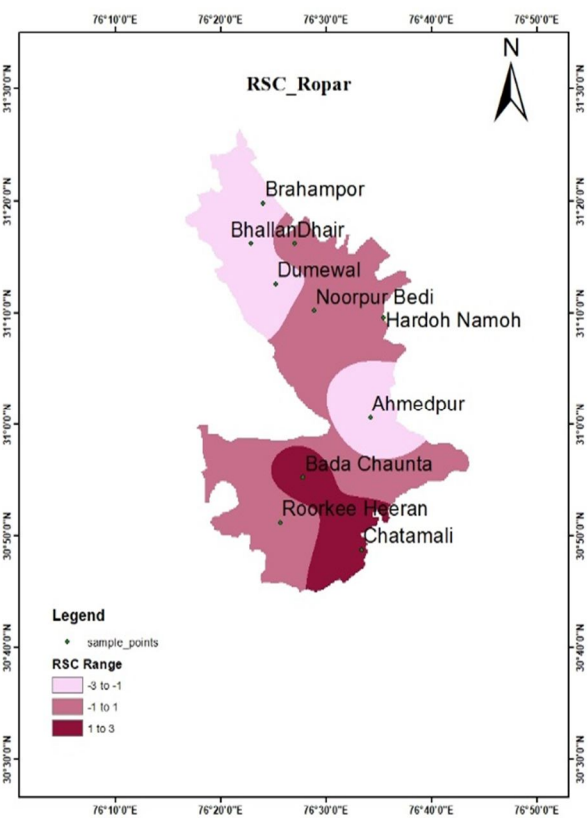 76°10'0"E 76°20'0"E 76°30'0"E 76°40'0"E 76°50'0"E
N
RSC_Ropar
31°30'0"N 31°30'0"N
31°20'0"N 31°20'0"N
31°10'0"N 31°10'0"N
31°0'0"N 31°0'0"N
30°50'0"N 30°50'0"N
30°40'0"N 30°40'0"N
30°30'0"N 30°30'0"N
Brahampor
BhallanDhair
Dumewal
Noorpur Bedi
Hardoh Namoh
Ahmedpur
Bada Chaunta
Roorkee Heeran
Chatamali
Legend
sample_points
RSC Range
-3 to -1
-1 to 1
1 to 3
76°10'0"E 76°20'0"E 76°30'0"E 76°40'0"E 76°50'0"E